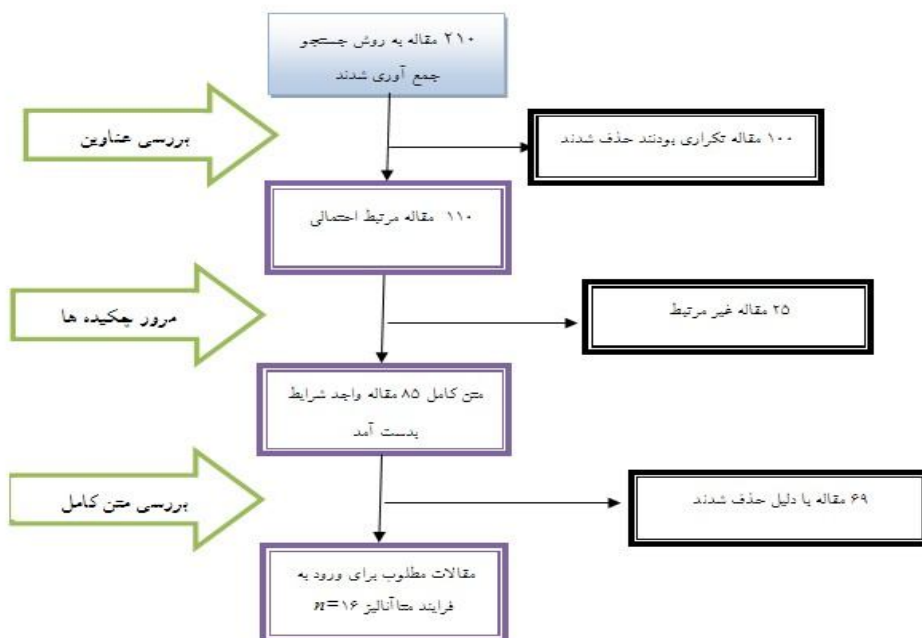 ۲۱۰ مقاله به روش جستجو
جمع آوری شدند
بررسی عناوین
۱۰۰ مقاله تکراری بودنند حذف شدند
۱۱۰ مقاله مرتبط احتمالی
مرور چکیده ها
۲۵ مقاله غیر مرتبط
متن کامل ۸۵ مقاله واجد شرایط
بدست آمد
بررسی متن کامل
۶۹ مقاله با دلیل حذف شدند
مقالات مطلوب برای ورود به
فرایند متاآنالیز n=۱۶